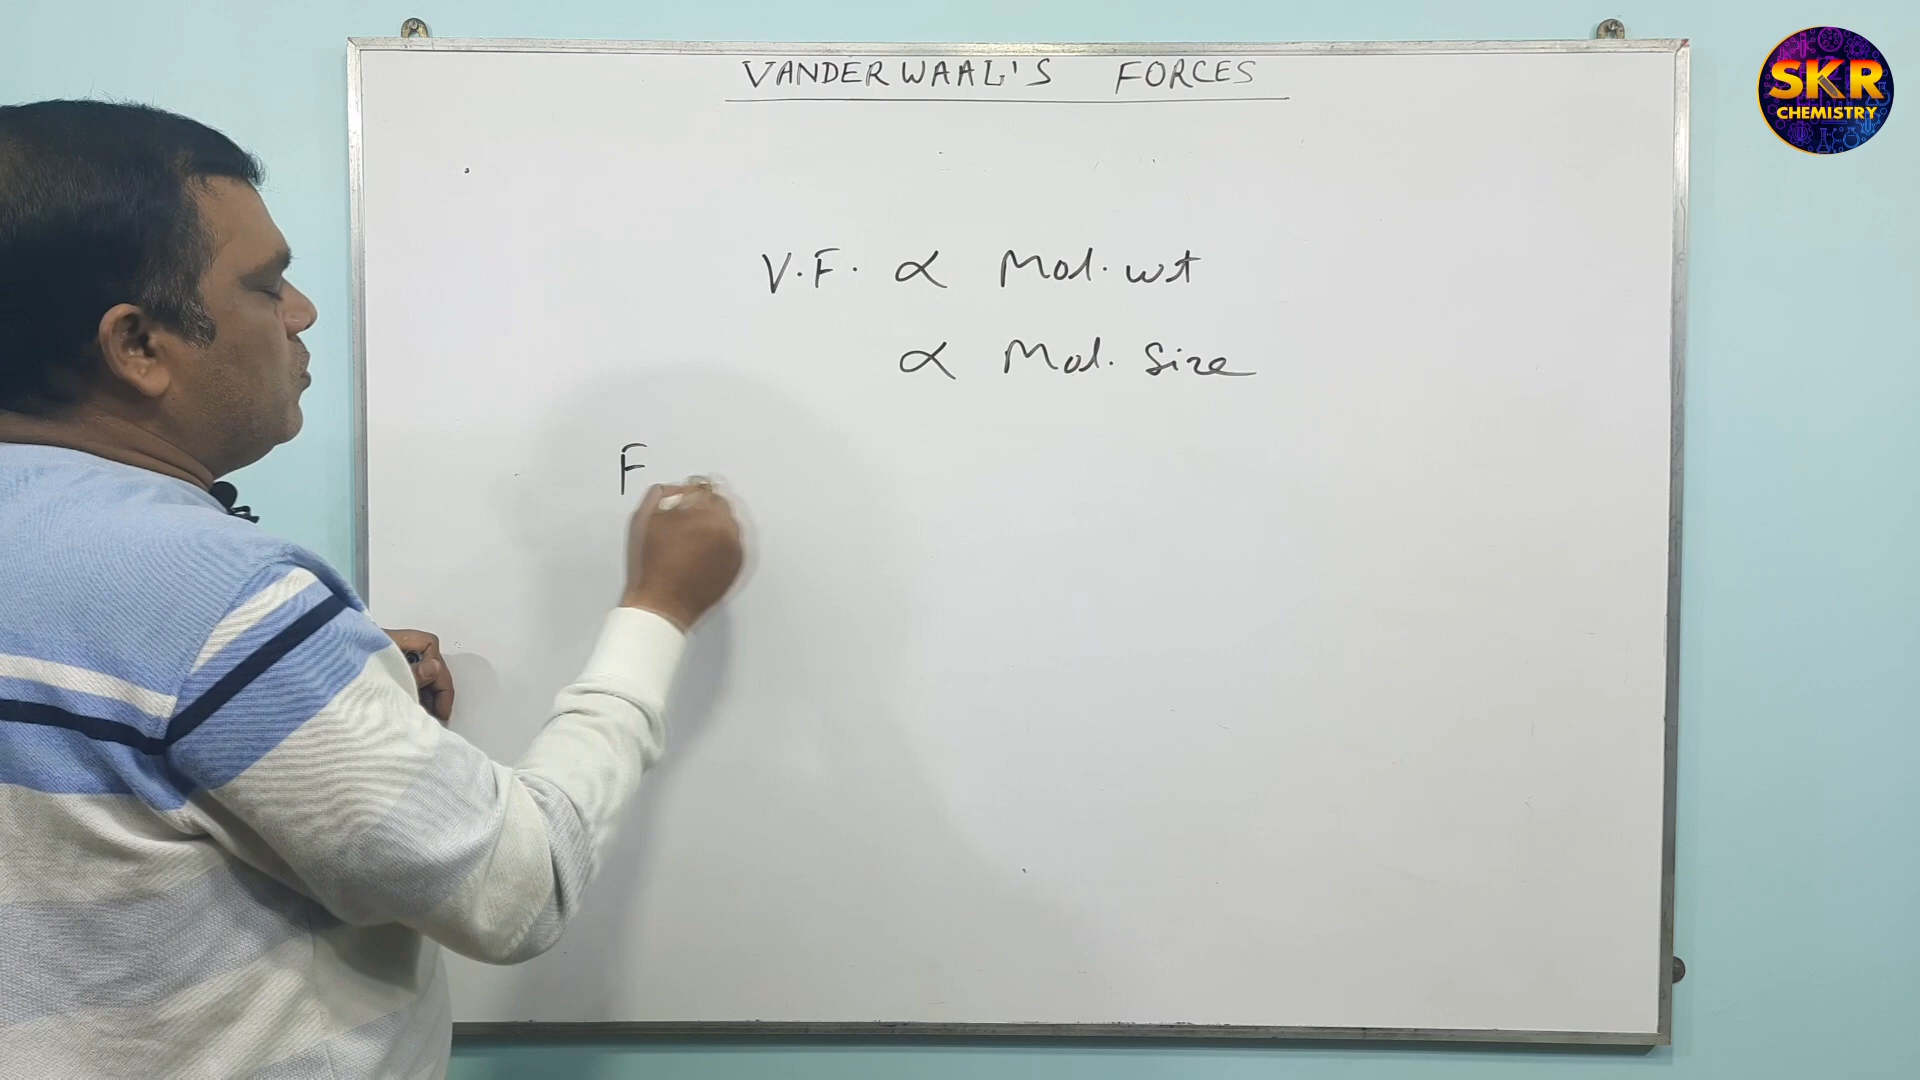 VANDERWAAL'S FORCES
SKR
CHEMISTRY
V.F. ∝ Mol. wt
∝ Mol. Size
F